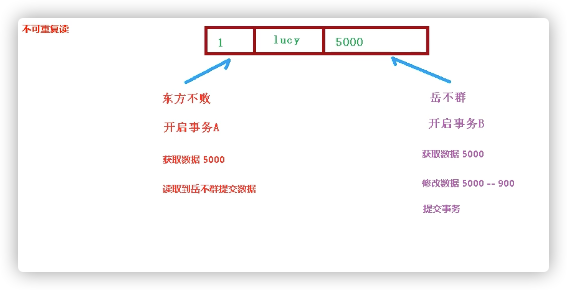 不可重复读
1 lucy 5000
东方不败
开启事务A
获取数据 5000
读取到岳不群提交数据
岳不群
开启事务B
获取数据 5000
修改数据 5000 -- 900
提交事务